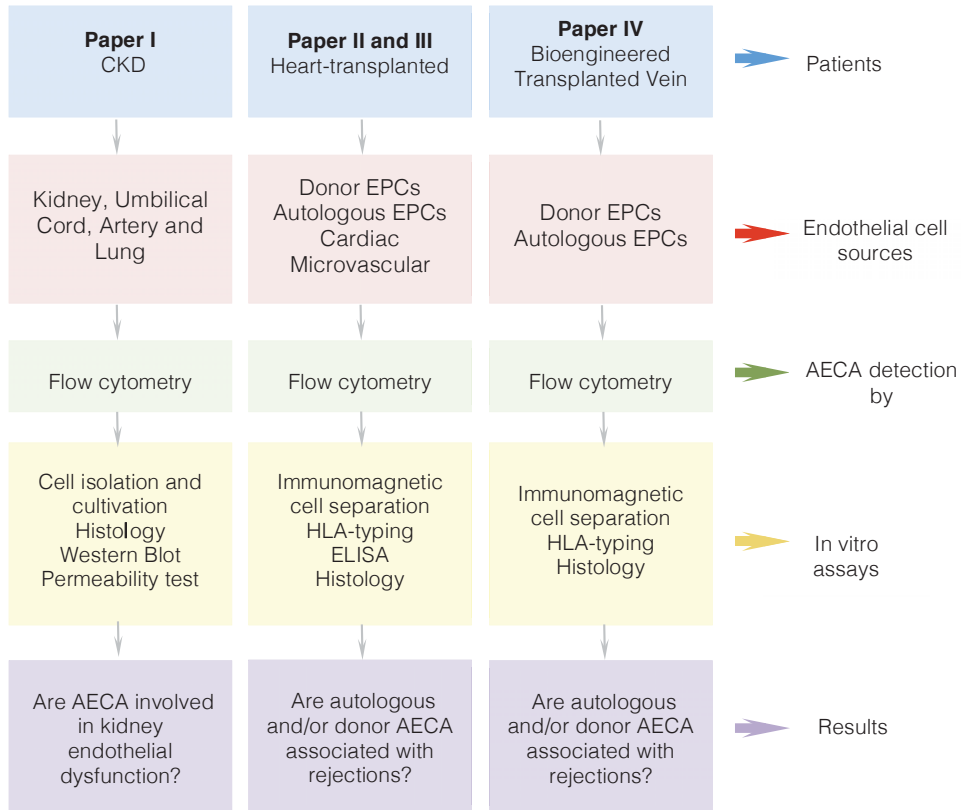 Paper I
CKD
Paper II and III
Heart-transplanted
Paper IV
Bioengineered
Transplanted Vein
Patients
Kidney, Umbilical
Cord, Artery and
Lung
Donor EPCs
Autologous EPCs
Cardiac
Microvascular
Donor EPCs
Autologous EPCs
Endothelial cell
sources
Flow cytometry
Flow cytometry
Flow cytometry
AECA detection
by
Cell isolation and
cultivation
Histology
Western Blot
Permeability test
Immunomagnetic
cell separation
HLA-typing
ELISA
Histology
Immunomagnetic
cell separation
HLA-typing
Histology
In vitro
assays
Are AECA involved
in kidney
endothelial
dysfunction?
Are autologous
and/or donor AECA
associated with
rejections?
Are autologous
and/or donor AECA
associated with
rejections?
Results